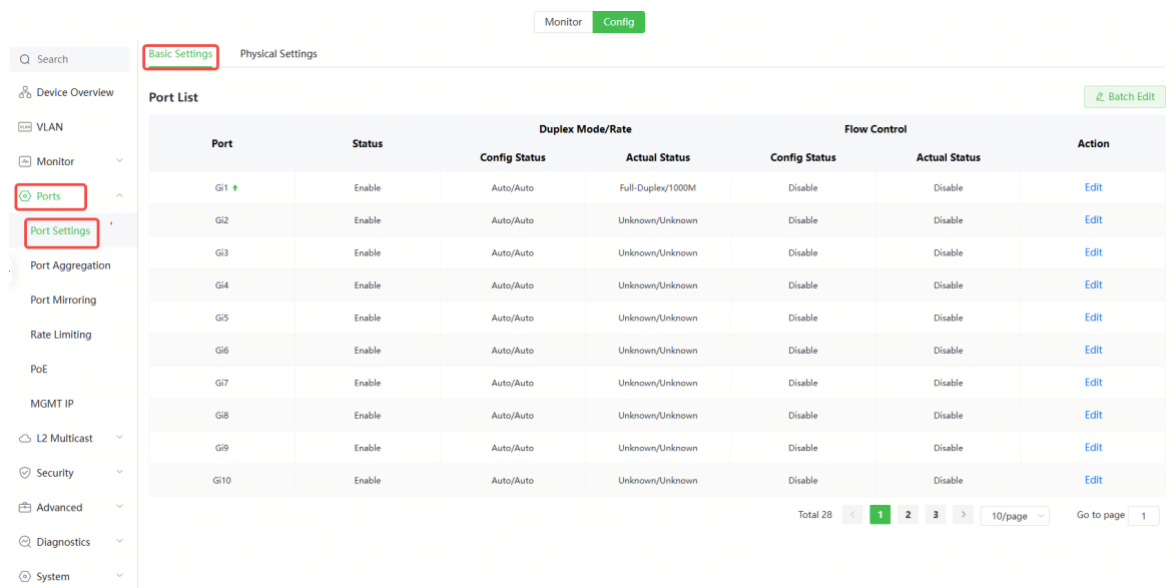 Monitor Config
Search
Basic Settings Physical Settings
Device Overview
Port List
Batch Edit
VLAN
Monitor
Ports
Port Settings
Port Aggregation
Port Mirroring
Rate Limiting
PoE
MGMT IP
L2 Multicast
Security
Advanced
Diagnostics
System
Port Status Duplex Mode/Rate Flow Control Action
Config Status Actual Status Config Status Actual Status
Gi1 Enable Auto/Auto Full-Duplex/1000M Disable Disable Edit
Gi2 Enable Auto/Auto Unknown/Unknown Disable Disable Edit
Gi3 Enable Auto/Auto Unknown/Unknown Disable Disable Edit
Gi4 Enable Auto/Auto Unknown/Unknown Disable Disable Edit
Gi5 Enable Auto/Auto Unknown/Unknown Disable Disable Edit
Gi6 Enable Auto/Auto Unknown/Unknown Disable Disable Edit
Gi7 Enable Auto/Auto Unknown/Unknown Disable Disable Edit
Gi8 Enable Auto/Auto Unknown/Unknown Disable Disable Edit
Gi9 Enable Auto/Auto Unknown/Unknown Disable Disable Edit
Gi10 Enable Auto/Auto Unknown/Unknown Disable Disable Edit
Total 28 < 1 2 3 > 10/page Go to page 1